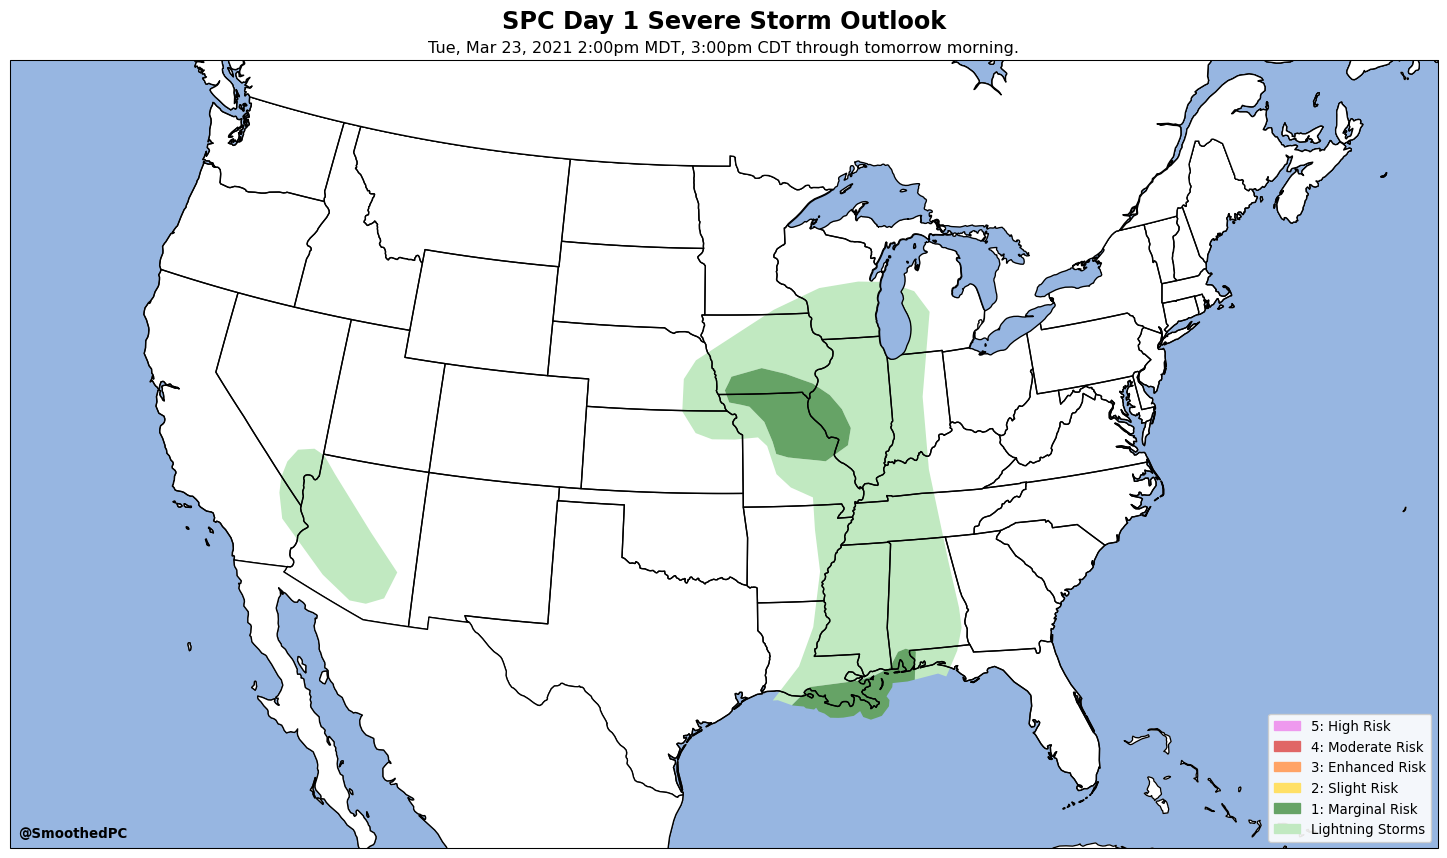 SPC Day 1 Severe Storm Outlook
Tue, Mar 23, 2021 2:00pm MDT, 3:00pm CDT through tomorrow morning.
5: High Risk
4: Moderate Risk
3: Enhanced Risk
2: Slight Risk
1: Marginal Risk
Lightning Storms
@SmoothedPC